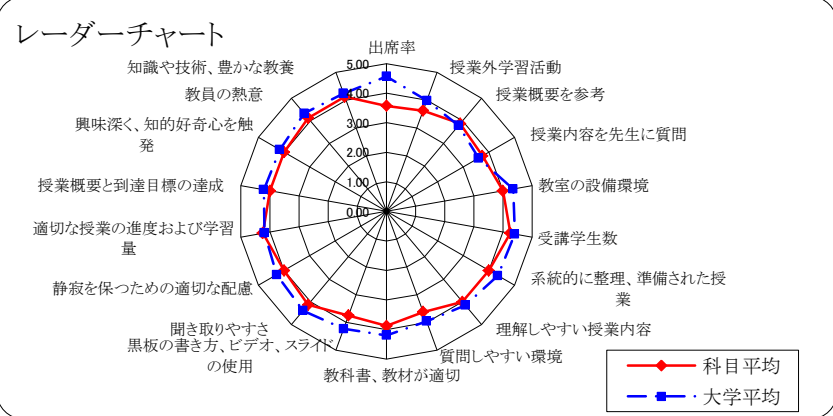 レーダーチャート
出席率
授業外学習活動
授業概要を参考
授業内容を先生に質問
教室の設備環境
受講学生数
系統的に整理、準備された授
業
理解しやすい授業内容
質問しやすい環境
教科書、教材が適切
黒板の書き方、ビデオ、スライド
の使用
聞き取りやすさ
静寂を保つための適切な配慮
適切な授業の進度および学習
量
授業概要と到達目標の達成
興味深く、知的好奇心を触
発
教員の熱意
知識や技術、豊かな教養
5.00
4.00
3.00
2.00
1.00
0.00
科目平均
大学平均